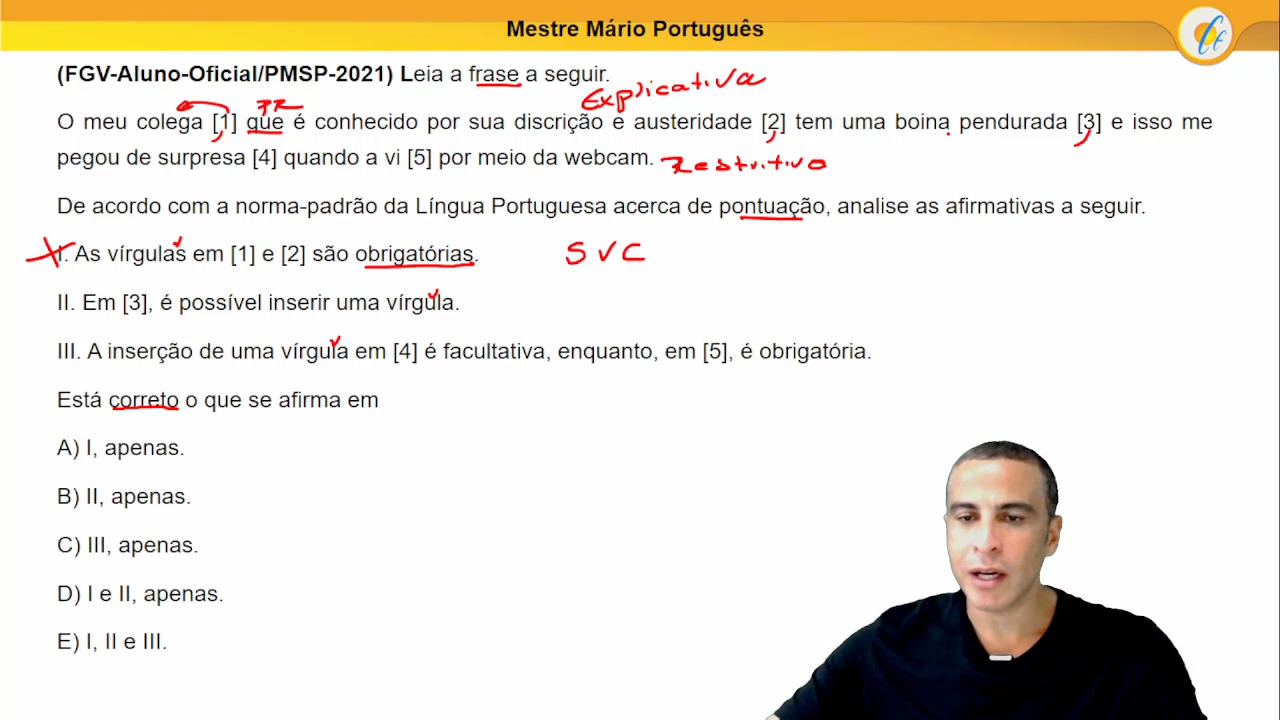 Mestre Mário Português
(FGV-Aluno-Oficial/PMSP-2021) Leia a frase a seguir.
Explicativa
PR
O meu colega [1] que é conhecido por sua discrição e austeridade [2] tem uma boina pendurada [3] e isso me
pegou de surpresa [4] quando a vi [5] por meio da webcam. Restritivo
De acordo com a norma-padrão da Língua Portuguesa acerca de pontuação, analise as afirmativas a seguir.
I. As vírgulas em [1] e [2] são obrigatórias. S V C
II. Em [3], é possível inserir uma vírgula.
III. A inserção de uma vírgula em [4] é facultativa, enquanto, em [5], é obrigatória.
Está correto o que se afirma em
A) I, apenas.
B) II, apenas.
C) III, apenas.
D) I e II, apenas.
E) I, II e III.